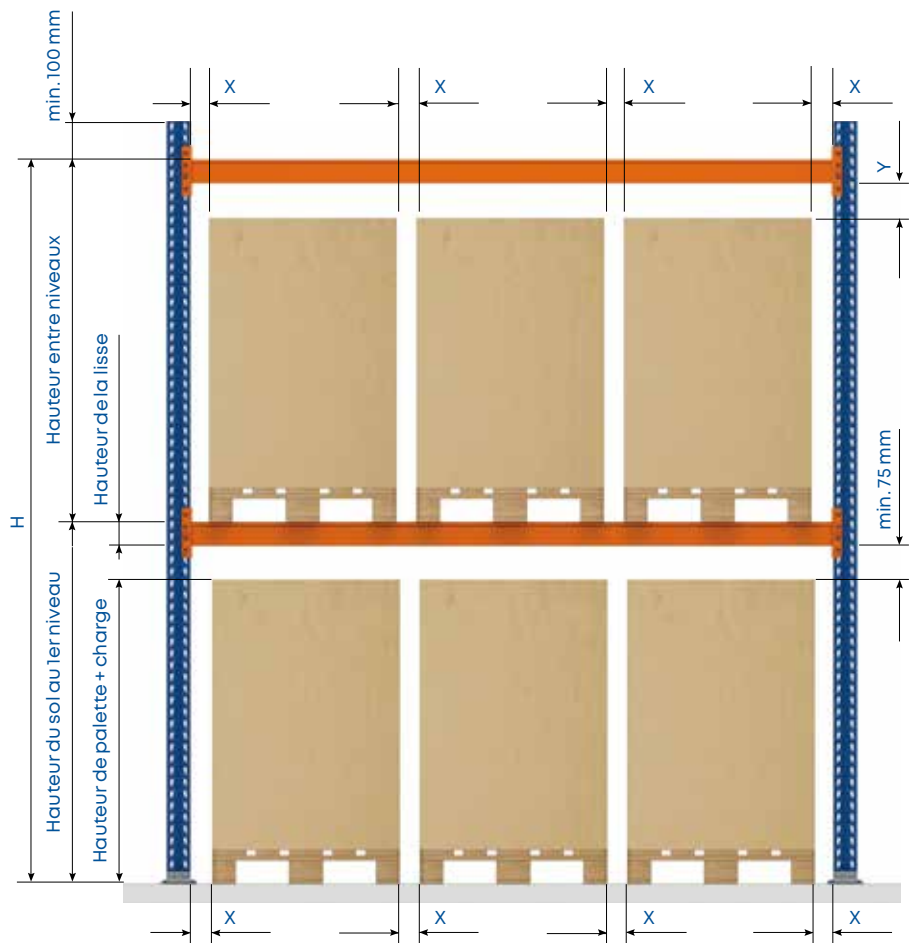 min. 100 mm
X
X
X
X
Y
Hauteur entre niveaux
Hauteur de la lisse
min. 75 mm
H
Hauteur du sol au 1er niveau
Hauteur de palette + charge
X
X
X
X